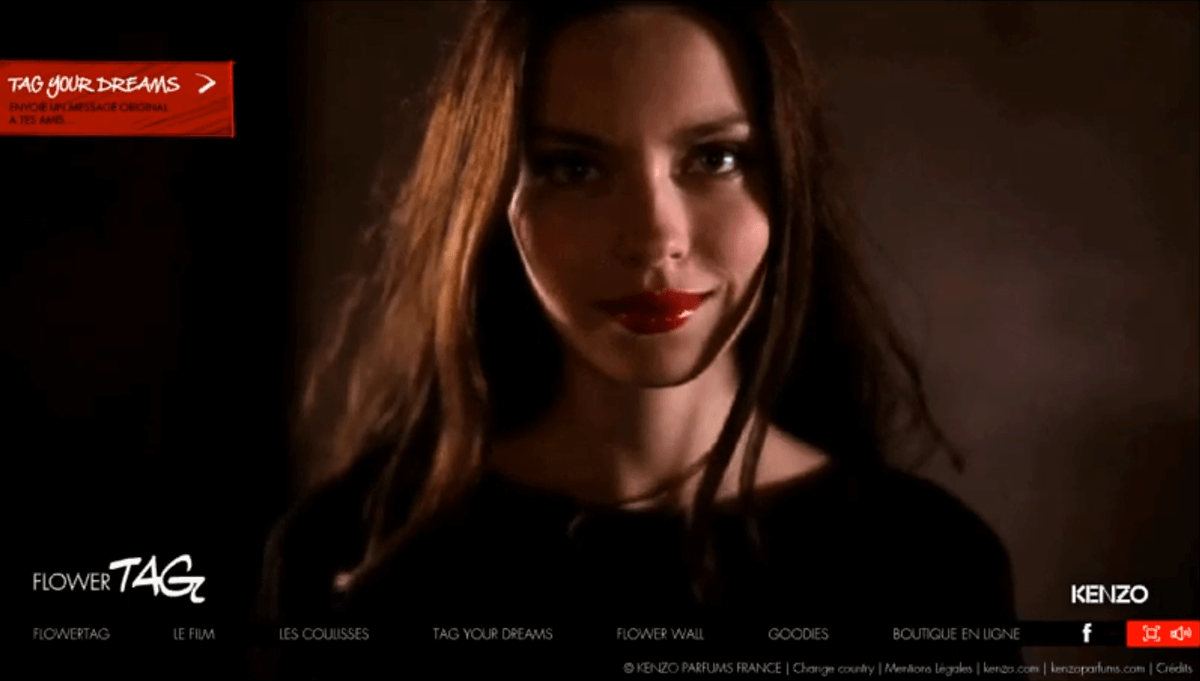 TAG YOUR DREAMS >
ENVOIE UN MESSAGE ORIGINAL
A TES AMIS...
FLOWER TAG
KENZO
FLOWERTAG LE FILM LES COULISSES TAG YOUR DREAMS FLOWER WALL GOODIES BOUTIQUE EN LIGNE f
© KENZO PARFUMS FRANCE | Change country | Mentions Légales | kenzo.com | kenzoparfums.com | Crédits